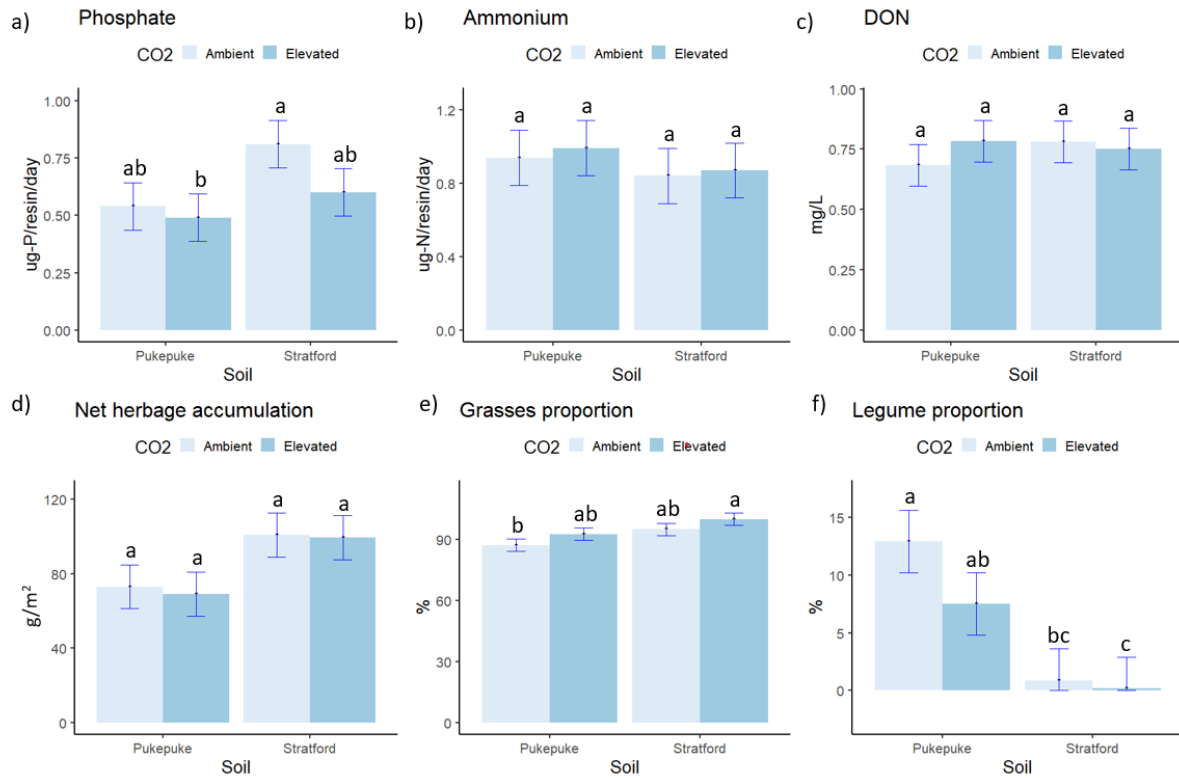 a) Phosphate
CO2 Ambient Elevated
1.00
0.75
0.50
0.25
0.00
ug-P/resin/day
ab
b
a
ab
Pukepuke Stratford
Soil
b) Ammonium
CO2 Ambient Elevated
1.2
0.8
0.4
0.0
ug-N/resin/day
a
a
a
a
Pukepuke Stratford
Soil
c) DON
CO2 Ambient Elevated
1.00
0.75
0.50
0.25
0.00
mg/L
a
a
a
a
Pukepuke Stratford
Soil
d) Net herbage accumulation
CO2 Ambient Elevated
120
80
40
0
g/m²
a
a
a
a
Pukepuke Stratford
Soil
e) Grasses proportion
CO2 Ambient Elevated
90
60
30
0
%
b
ab
ab
a
Pukepuke Stratford
Soil
f) Legume proportion
CO2 Ambient Elevated
15
10
5
0
%
a
ab
bc
c
Pukepuke Stratford
Soil